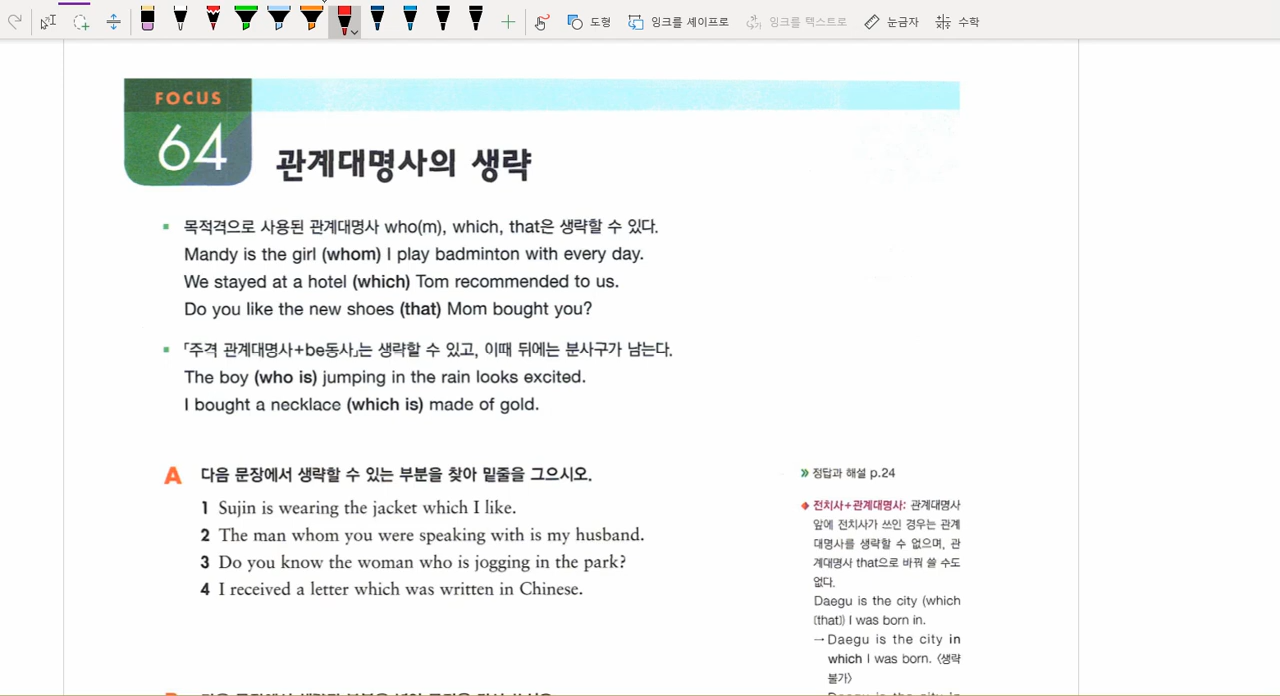 도형
잉크를 셰이프로
잉크를 텍스트로
눈금자
수학
FOCUS
64
관계대명사의 생략
목적격으로 사용된 관계대명사 who(m), which, that은 생략할 수 있다.
Mandy is the girl (whom) I play badminton with every day.
We stayed at a hotel (which) Tom recommended to us.
Do you like the new shoes (that) Mom bought you?
「주격 관계대명사+be동사」는 생략할 수 있고, 이때 뒤에는 분사구가 남는다.
The boy (who is) jumping in the rain looks excited.
I bought a necklace (which is) made of gold.
A 다음 문장에서 생략할 수 있는 부분을 찾아 밑줄을 그으시오.
1 Sujin is wearing the jacket which I like.
2 The man whom you were speaking with is my husband.
3 Do you know the woman who is jogging in the park?
4 I received a letter which was written in Chinese.
정답과 해설 p.24
전치사+관계대명사: 관계대명사
앞에 전치사가 쓰인 경우는 관계
대명사를 생략할 수 없으며, 관
계대명사 that으로 바꿔 쓸 수도
없다.
Daegu is the city (which
(that)) I was born in.
→ Daegu is the city in
which I was born. 〈생략
불가〉